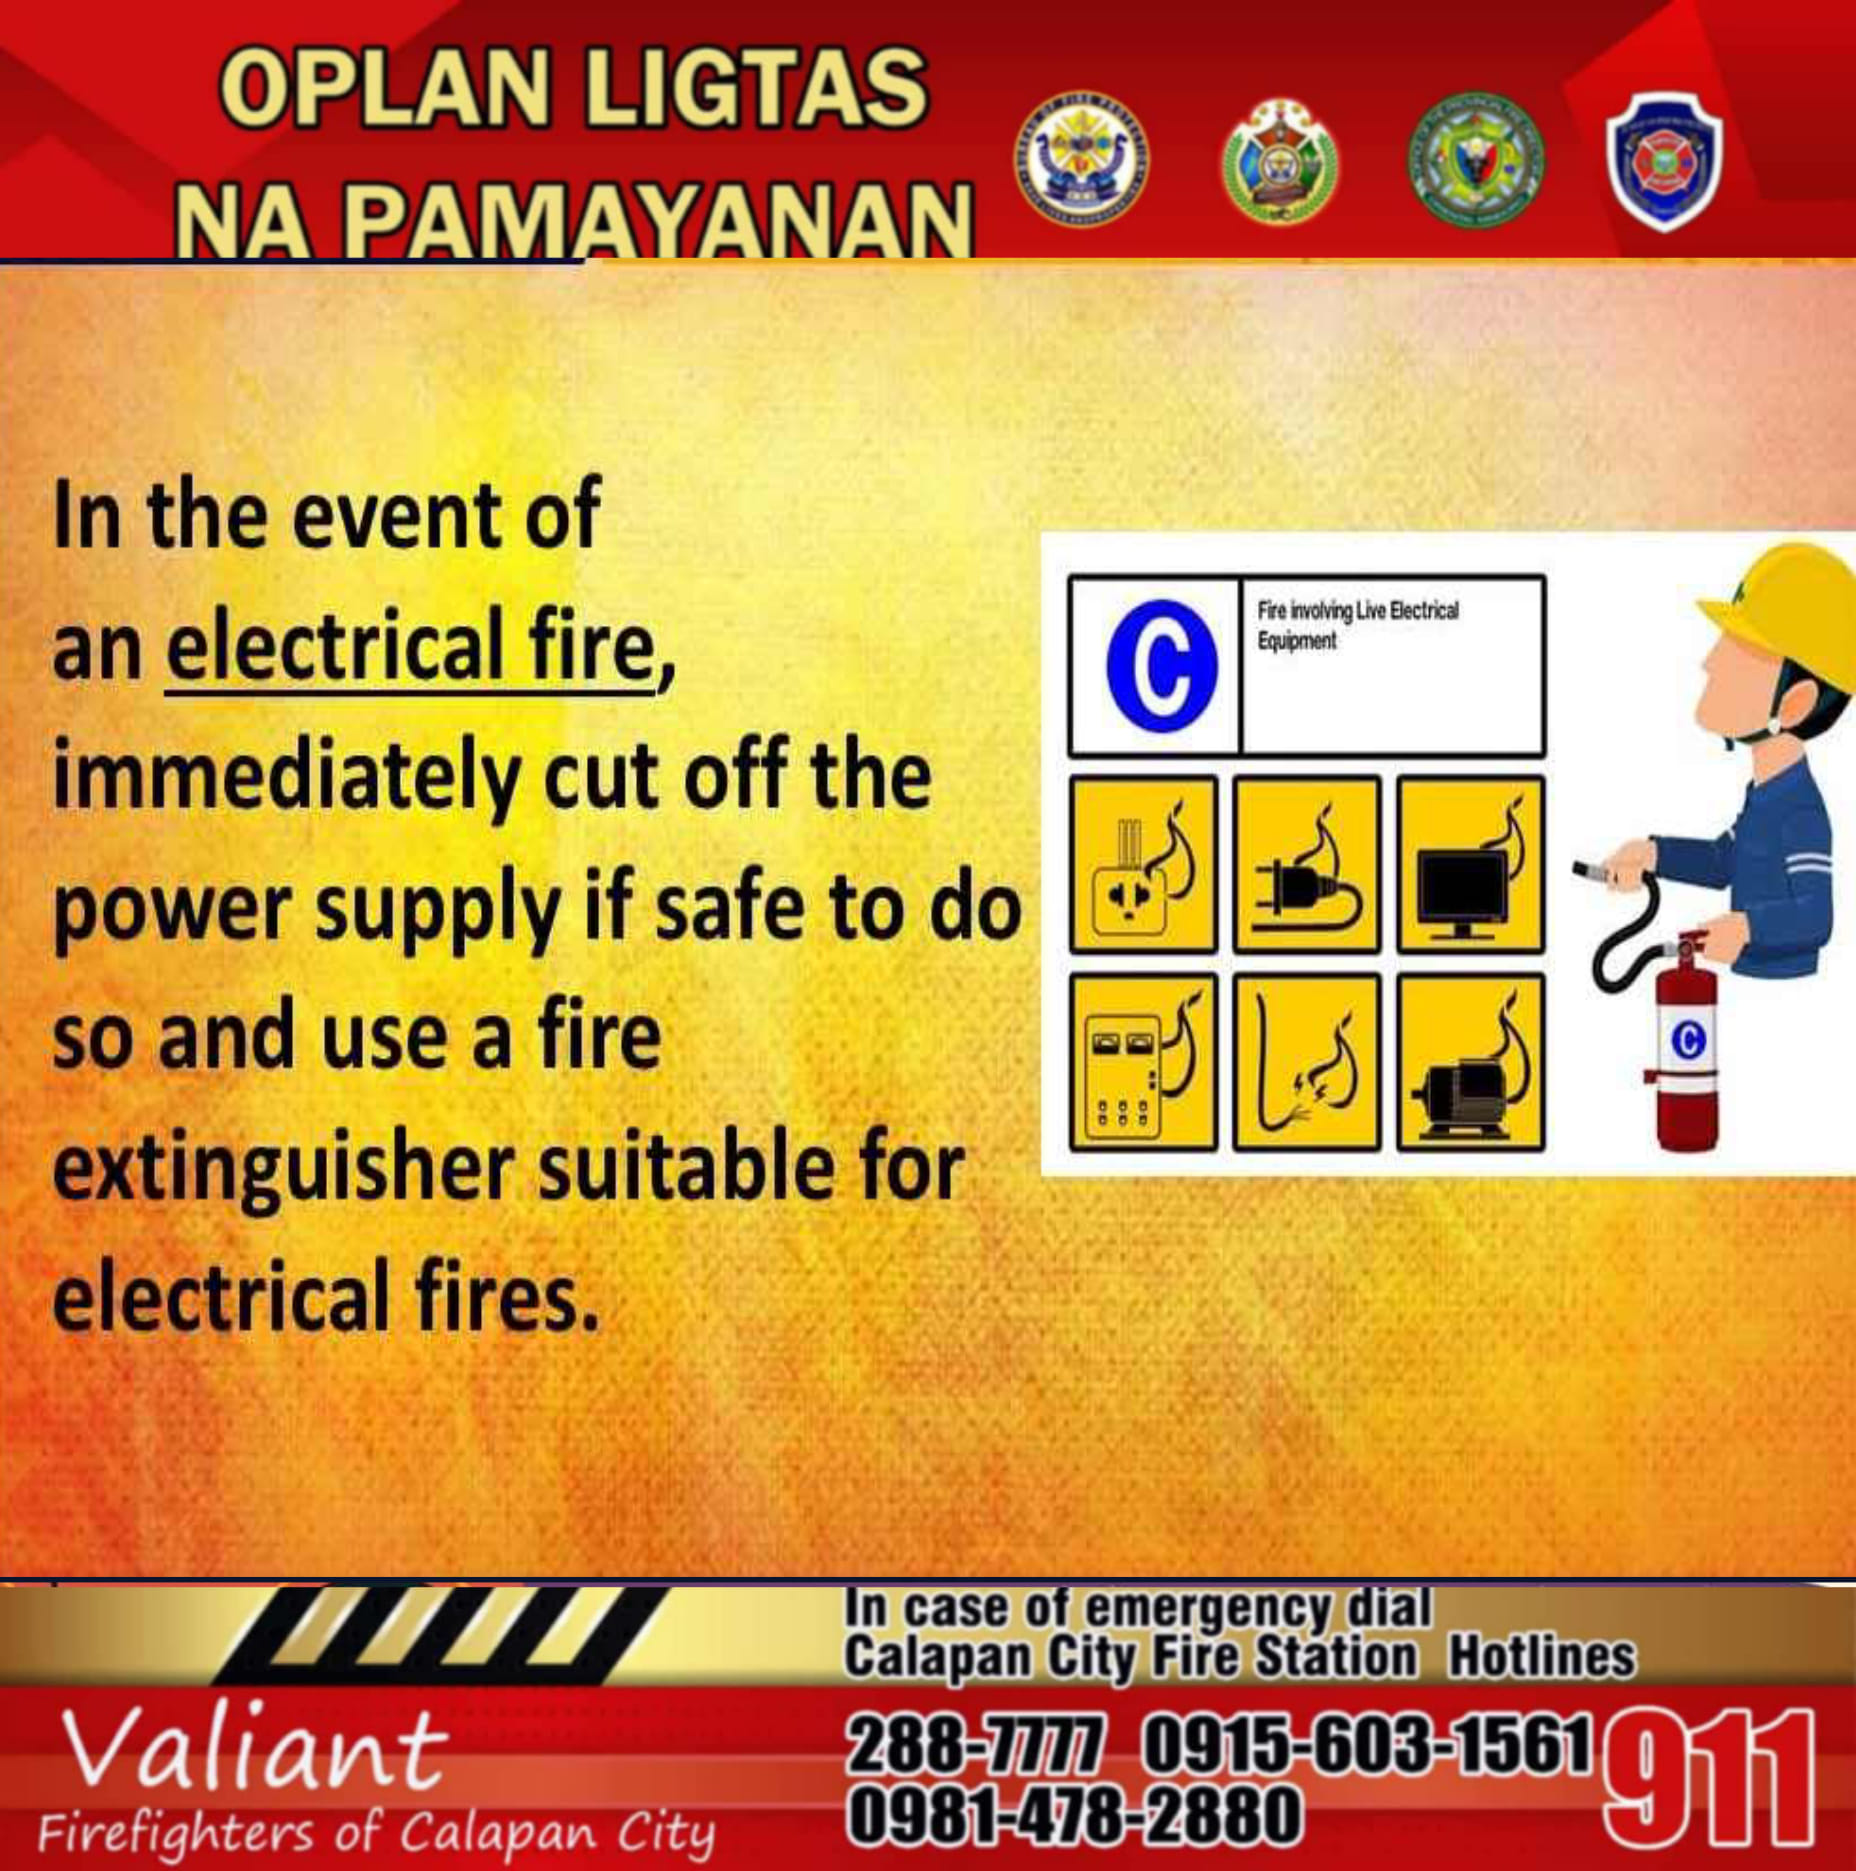 OPLAN LIGTAS
NA PAMAYANAN
In the event of
an electrical fire,
immediately cut off the
power supply if safe to do
so and use a fire
extinguisher suitable for
electrical fires.
C
Fire involving Live Electrical
Equipment
C
In case of emergency dial
Calapan City Fire Station Hotlines
288-7777 0915-603-1561
0981-478-2880
911
Valiant
Firefighters of Calapan City